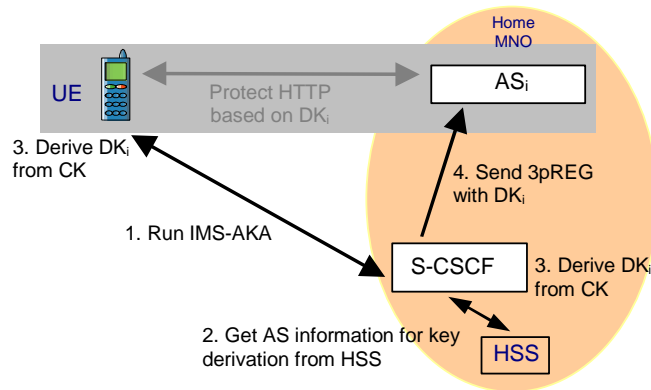 Home
MNO
UE
Protect HTTP
based on DKi
ASi
3. Derive DKi
from CK
4. Send 3pREG
with DKi
1. Run IMS-AKA
S-CSCF
3. Derive DKi
from CK
2. Get AS information for key
derivation from HSS
HSS